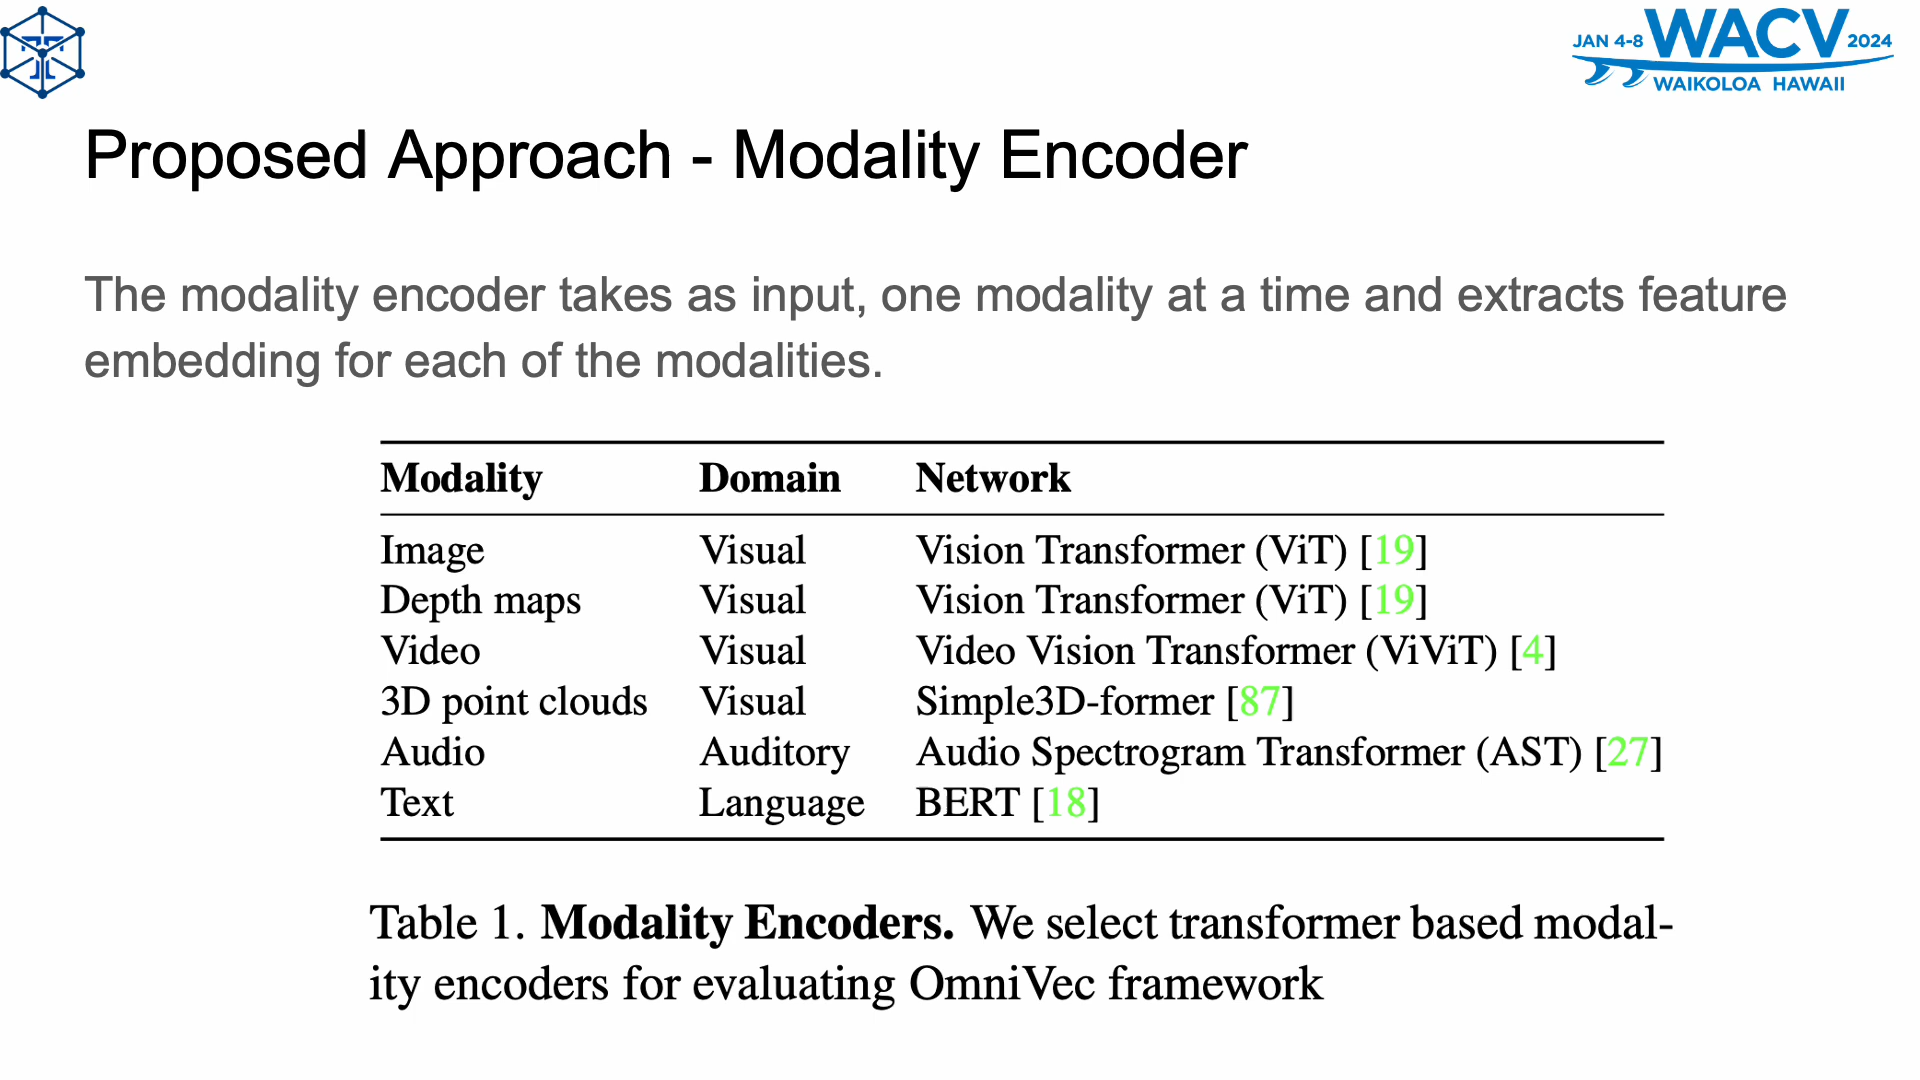 JAN 4-8 WACV 2024
WAIKOLOA HAWAII
Proposed Approach - Modality Encoder
The modality encoder takes as input, one modality at a time and extracts feature
embedding for each of the modalities.
Modality Domain Network
Image Visual Vision Transformer (ViT) [19]
Depth maps Visual Vision Transformer (ViT) [19]
Video Visual Video Vision Transformer (ViViT) [4]
3D point clouds Visual Simple3D-former [87]
Audio Auditory Audio Spectrogram Transformer (AST) [27]
Text Language BERT [18]
Table 1. Modality Encoders. We select transformer based modal-
ity encoders for evaluating OmniVec framework